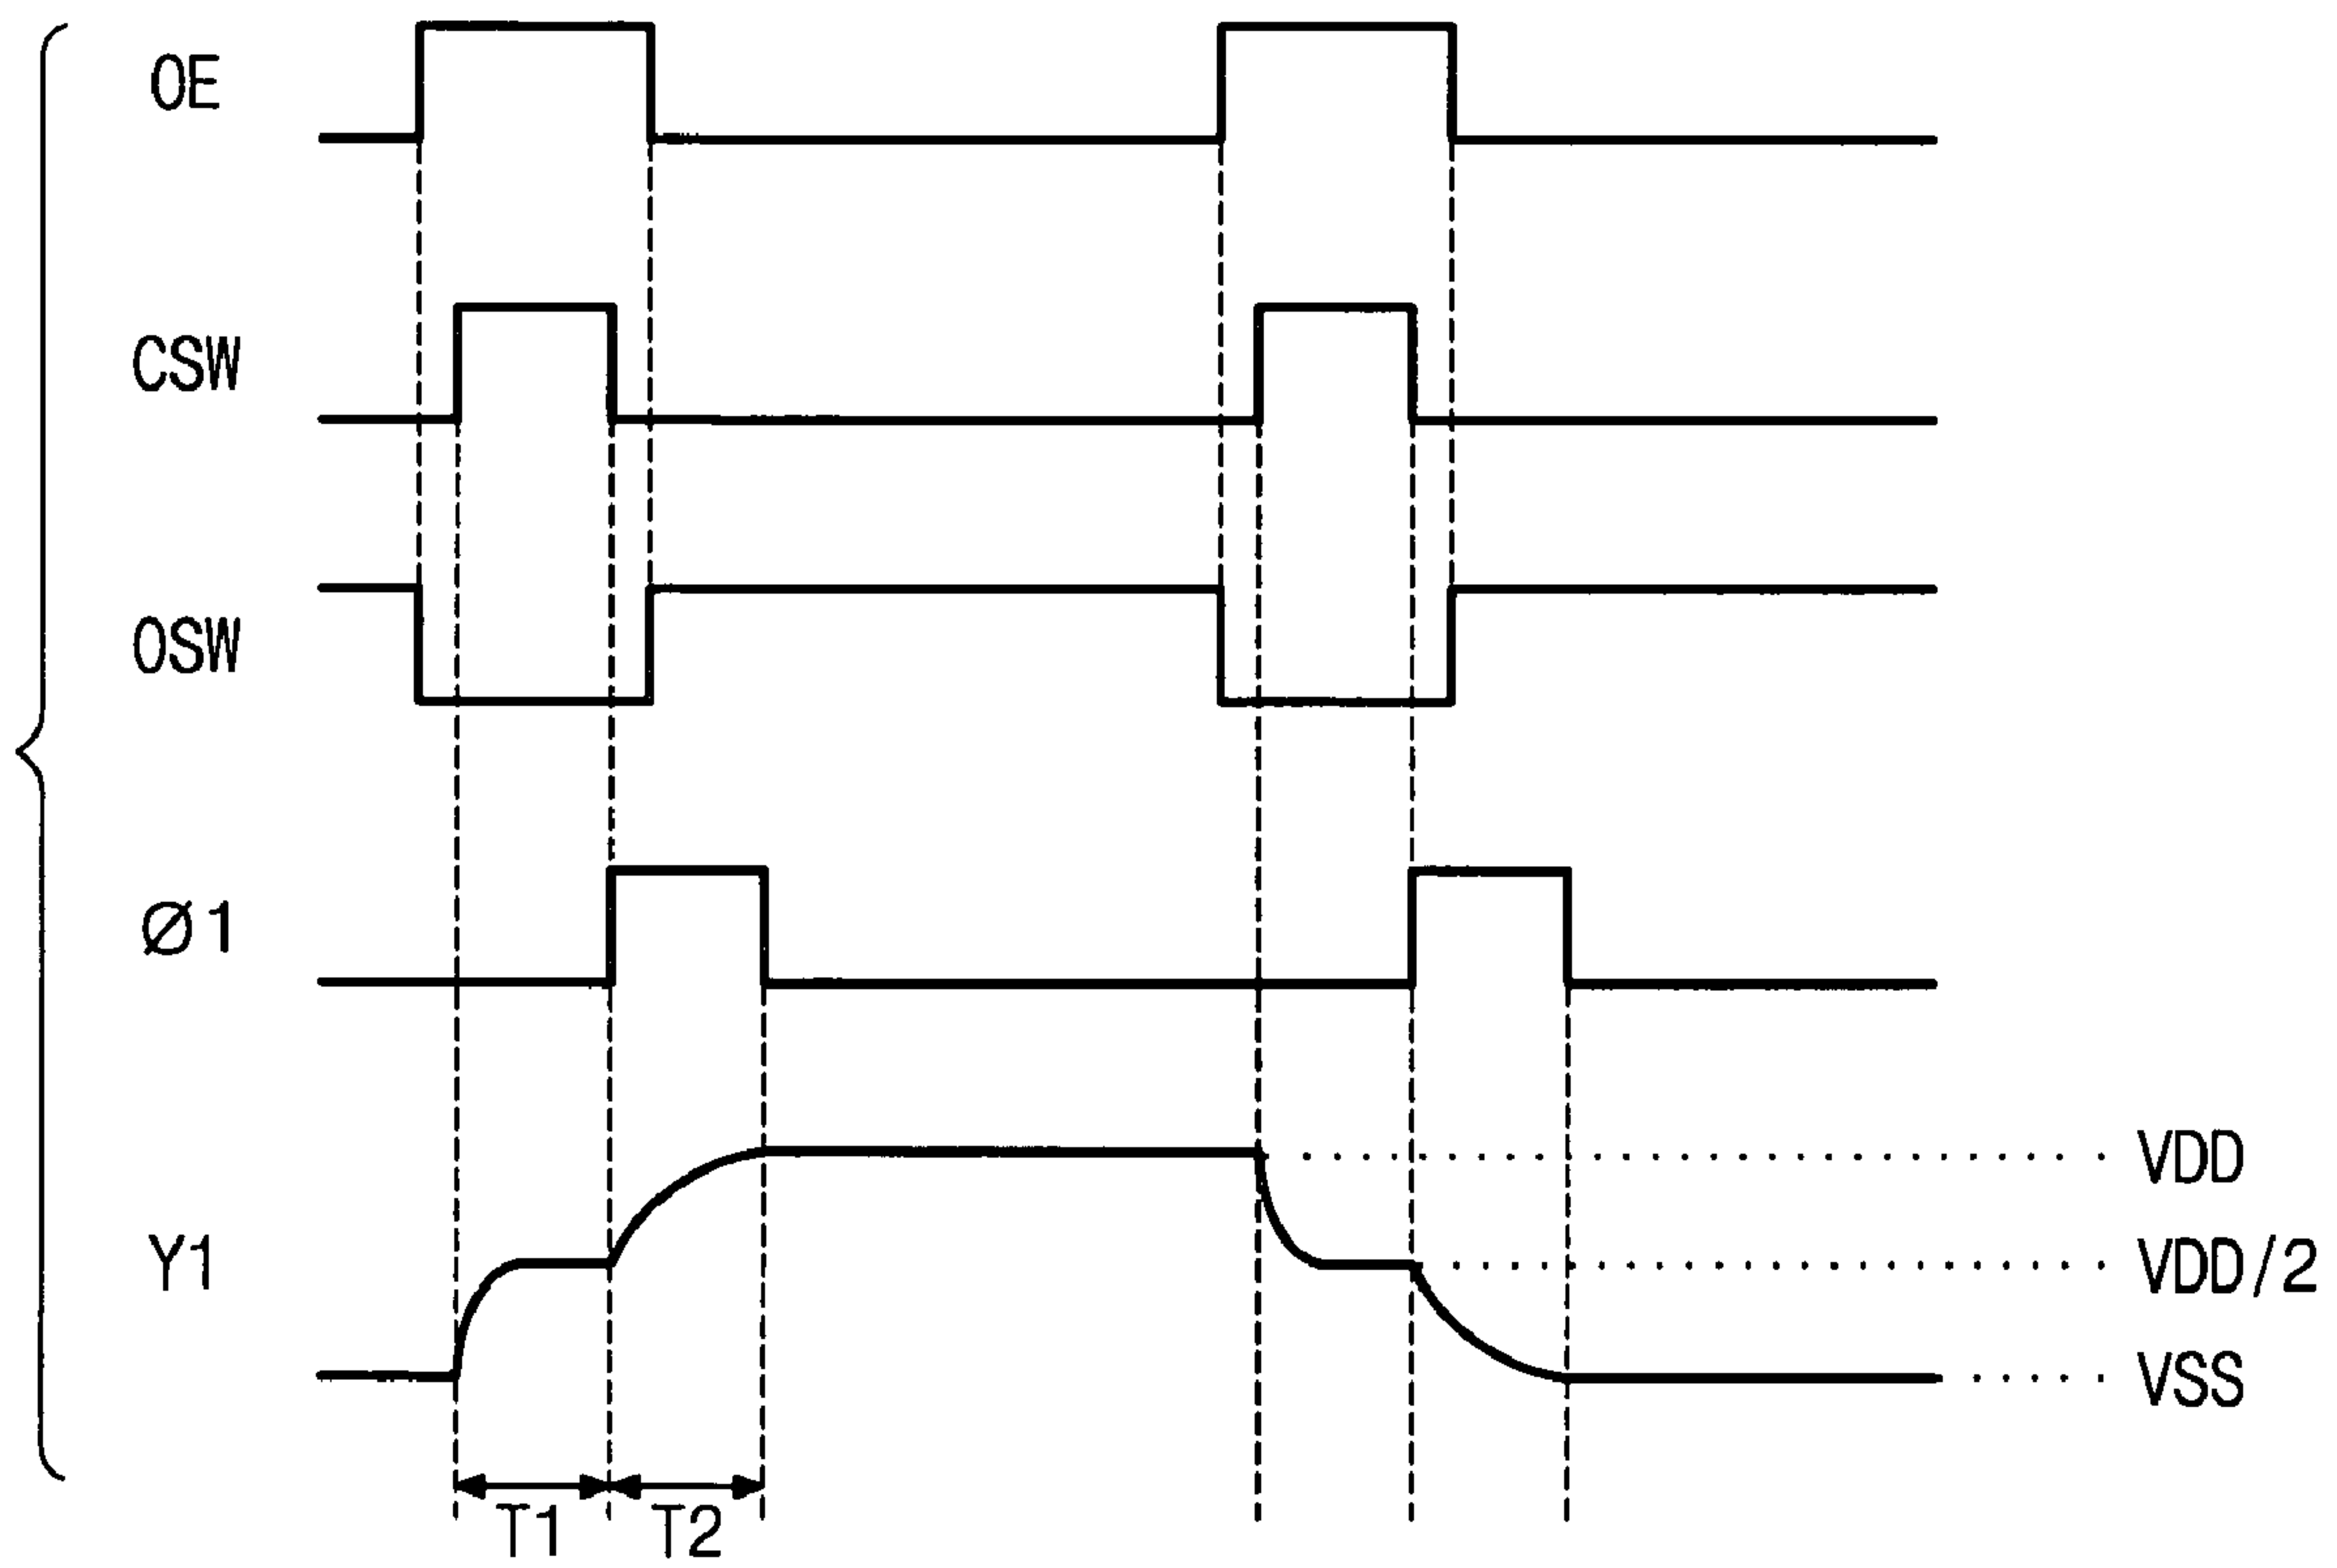 OE
CSW
OSW
Ø1
Y1
VDD
VDD/2
VSS
T1 T2